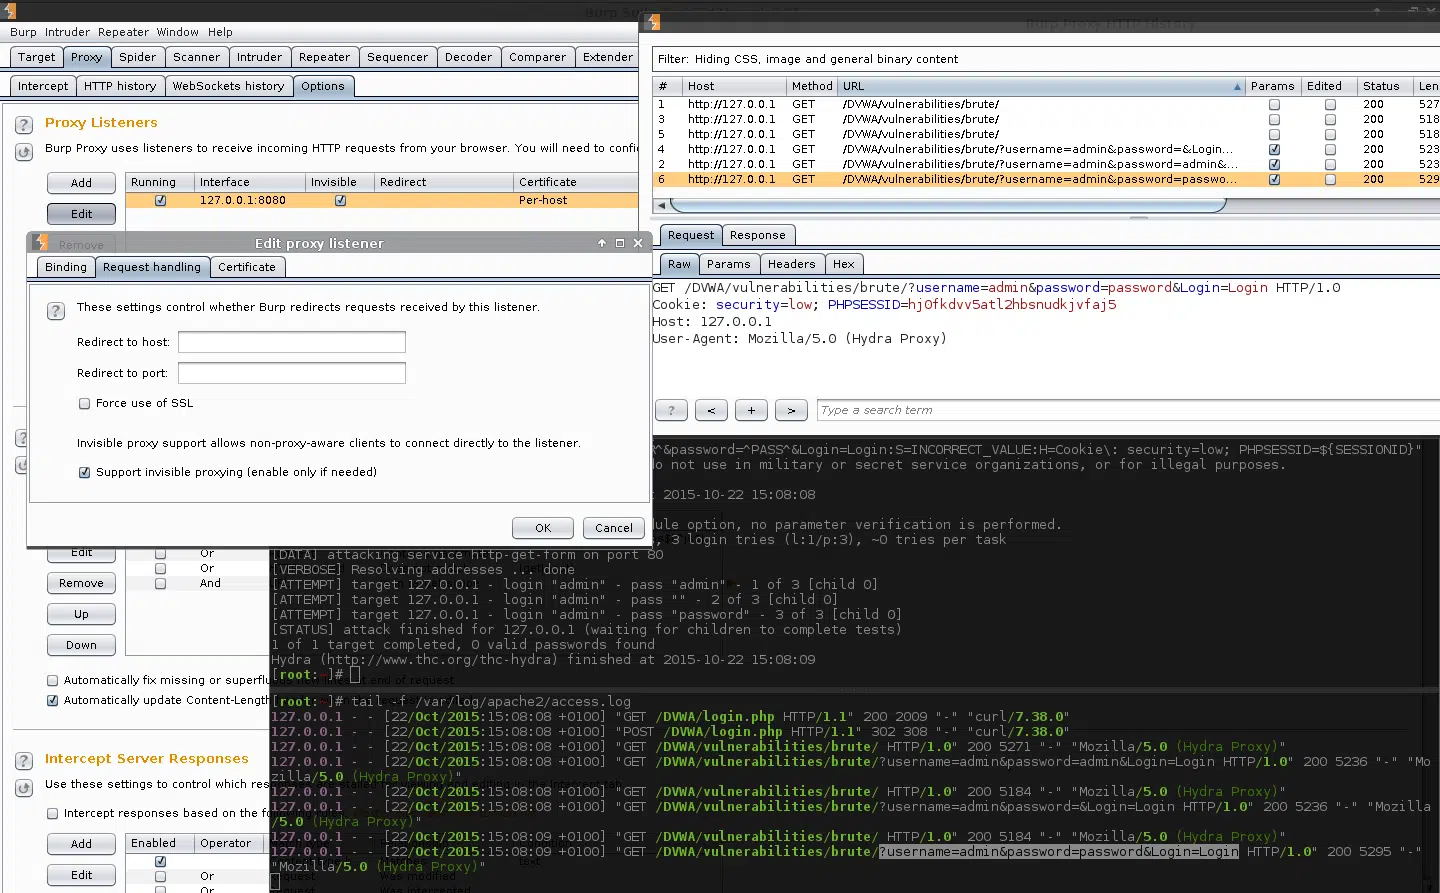 Burp Intruder Repeater Window Help
Target Proxy Spider Scanner Intruder Repeater Sequencer Decoder Comparer Extender
Intercept HTTP history WebSockets history Options
Proxy Listeners
Burp Proxy uses listeners to receive incoming HTTP requests from your browser. You will need to confi
Add
Running Interface Invisible Redirect Certificate
127.0.0.1:8080 Per-host
Edit
Remove
Edit proxy listener
Binding Request handling Certificate
These settings control whether Burp redirects requests received by this listener.
Redirect to host:
Redirect to port:
Force use of SSL
Invisible proxy support allows non-proxy-aware clients to connect directly to the listener.
Support invisible proxying (enable only if needed)
OK Cancel
Edit Or
Or
Remove And
Up
Down
Automatically fix missing or superflu
Automatically update Content-Length
Intercept Server Responses
Use these settings to control which res
Intercept responses based on the fo
Add Enabled Operator
Edit Or
Or
Burp Proxy HTTP History
Filter: Hiding CSS, image and general binary content
# Host Method URL Params Edited Status Len
1 http://127.0.0.1 GET /DVWA/vulnerabilities/brute/ 200 527
3 http://127.0.0.1 GET /DVWA/vulnerabilities/brute/ 200 518
5 http://127.0.0.1 GET /DVWA/vulnerabilities/brute/ 200 518
4 http://127.0.0.1 GET /DVWA/vulnerabilities/brute/?username=admin&password=&Login... 200 523
2 http://127.0.0.1 GET /DVWA/vulnerabilities/brute/?username=admin&password=admin&... 200 523
6 http://127.0.0.1 GET /DVWA/vulnerabilities/brute/?username=admin&password=passwo... 200 529
Request Response
Raw Params Headers Hex
GET /DVWA/vulnerabilities/brute/?username=admin&password=password&Login=Login HTTP/1.0
Cookie: security=low; PHPSESSID=hj0fkdvv5atl2hbsnudkjvfaj5
Host: 127.0.0.1
User-Agent: Mozilla/5.0 (Hydra Proxy)
? < + > Type a search term
^&password=^PASS^&Login=Login:S=INCORRECT_VALUE:H=Cookie\: security=low; PHPSESSID=${SESSIONID}"
o not use in military or secret service organizations, or for illegal purposes.
2015-10-22 15:08:08
ule option, no parameter verification is performed.
, 3 login tries (l:1/p:3), ~0 tries per task
[DATA] attacking service http-get-form on port 80
[VERBOSE] Resolving addresses ... done
[ATTEMPT] target 127.0.0.1 - login "admin" - pass "admin" - 1 of 3 [child 0]
[ATTEMPT] target 127.0.0.1 - login "admin" - pass "" - 2 of 3 [child 0]
[ATTEMPT] target 127.0.0.1 - login "admin" - pass "password" - 3 of 3 [child 0]
[STATUS] attack finished for 127.0.0.1 (waiting for children to complete tests)
1 of 1 target completed, 0 valid passwords found
Hydra (http://www.thc.org/thc-hydra) finished at 2015-10-22 15:08:09
[root: ~]#
[root: ~]# tail -f /var/log/apache2/access.log
127.0.0.1 - - [22/Oct/2015:15:08:08 +0100] "GET /DVWA/login.php HTTP/1.1" 200 2009 "-" "curl/7.38.0"
127.0.0.1 - - [22/Oct/2015:15:08:08 +0100] "POST /DVWA/login.php HTTP/1.1" 302 308 "-" "curl/7.38.0"
127.0.0.1 - - [22/Oct/2015:15:08:08 +0100] "GET /DVWA/vulnerabilities/brute/ HTTP/1.0" 200 5271 "-" "Mozilla/5.0 (Hydra Proxy)"
127.0.0.1 - - [22/Oct/2015:15:08:08 +0100] "GET /DVWA/vulnerabilities/brute/?username=admin&password=admin&Login=Login HTTP/1.0" 200 5236 "-" "Mo
zilla/5.0 (Hydra Proxy)"
127.0.0.1 - - [22/Oct/2015:15:08:08 +0100] "GET /DVWA/vulnerabilities/brute/ HTTP/1.0" 200 5184 "-" "Mozilla/5.0 (Hydra Proxy)"
127.0.0.1 - - [22/Oct/2015:15:08:08 +0100] "GET /DVWA/vulnerabilities/brute/?username=admin&password=&Login=Login HTTP/1.0" 200 5236 "-" "Mozilla
/5.0 (Hydra Proxy)"
127.0.0.1 - - [22/Oct/2015:15:08:09 +0100] "GET /DVWA/vulnerabilities/brute/ HTTP/1.0" 200 5184 "-" "Mozilla/5.0 (Hydra Proxy)"
127.0.0.1 - - [22/Oct/2015:15:08:09 +0100] "GET /DVWA/vulnerabilities/brute/?username=admin&password=password&Login=Login HTTP/1.0" 200 5295 "-"
"Mozilla/5.0 (Hydra Proxy)"